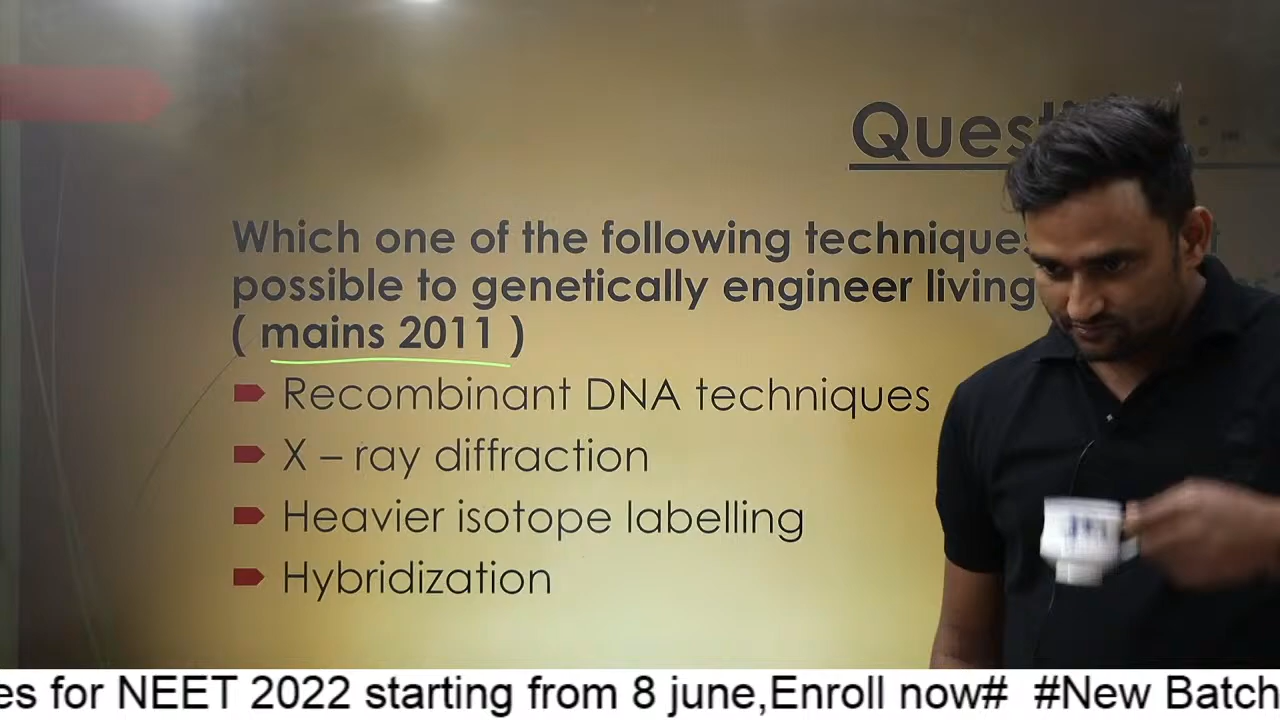 Which one of the following techniques
possible to genetically engineer living
( mains 2011 )
Recombinant DNA techniques
X – ray diffraction
Heavier isotope labelling
Hybridization
es for NEET 2022 starting from 8 june,Enroll now# #New Batch